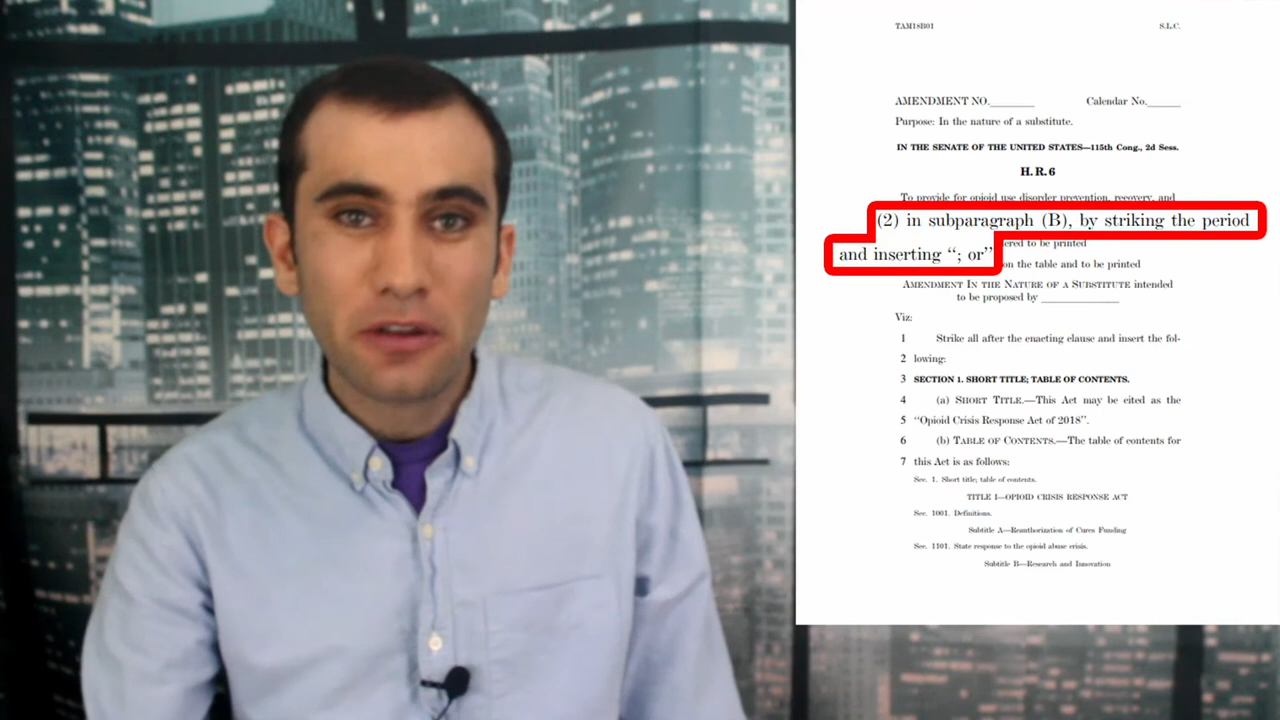 TAM18B01 S.L.C.
AMENDMENT NO.________ Calendar No.______
Purpose: In the nature of a substitute.
IN THE SENATE OF THE UNITED STATES—115th Cong., 2d Sess.
H. R. 6
To provide for opioid use disorder prevention, recovery, and
(2) in subparagraph (B), by striking the period
and inserting “; or”
ered to be printed
on the table and to be printed
AMENDMENT IN THE NATURE OF A SUBSTITUTE intended
to be proposed by ______________
Viz:
1 Strike all after the enacting clause and insert the fol-
2 lowing:
3 SECTION 1. SHORT TITLE; TABLE OF CONTENTS.
4 (a) SHORT TITLE.—This Act may be cited as the
5 “Opioid Crisis Response Act of 2018”.
6 (b) TABLE OF CONTENTS.—The table of contents for
7 this Act is as follows:
Sec. 1. Short title; table of contents.
TITLE I—OPIOID CRISIS RESPONSE ACT
Sec. 1001. Definitions.
Subtitle A—Reauthorization of Cures Funding
Sec. 1101. State response to the opioid abuse crisis.
Subtitle B—Research and Innovation